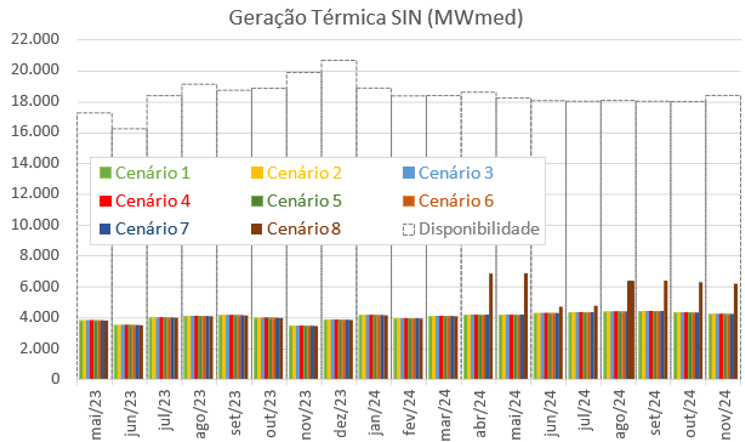 Geração Térmica SIN (MWmed)
22.000
20.000
18.000
16.000
14.000
12.000
10.000
8.000
6.000
4.000
2.000
0
Cenário 1 Cenário 2 Cenário 3
Cenário 4 Cenário 5 Cenário 6
Cenário 7 Cenário 8 Disponibilidade
mai/23 jun/23 jul/23 ago/23 set/23 out/23 nov/23 dez/23 jan/24 fev/24 mar/24 abr/24 mai/24 jun/24 jul/24 ago/24 set/24 out/24 nov/24